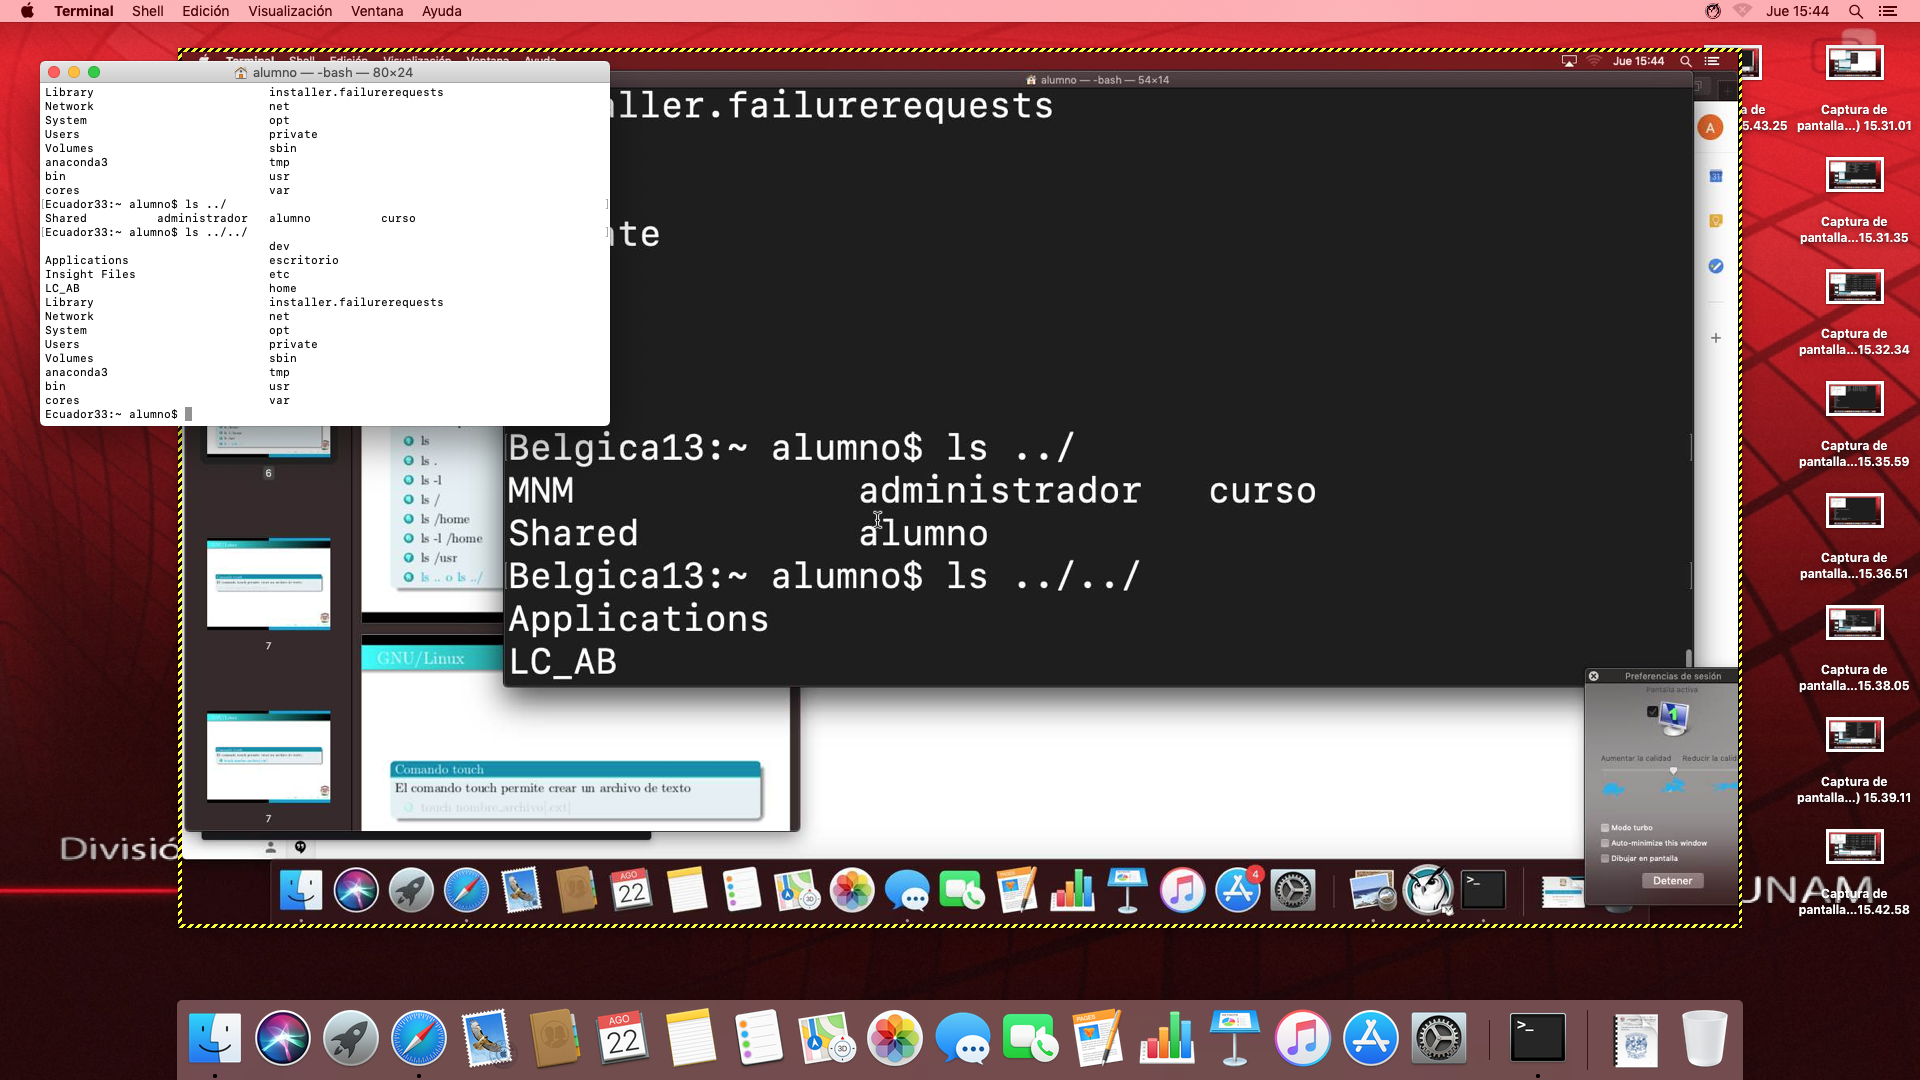 Terminal Shell Edición Visualización Ventana Ayuda
Jue 15:44
Jue 15:44
alumno — -bash — 80×24
Library installer.failurerequests
Network net
System opt
Users private
Volumes sbin
anaconda3 tmp
bin usr
cores var
[Ecuador33:~ alumno$ ls ../ ]
Shared administrador alumno curso
[Ecuador33:~ alumno$ ls ../../ ]
dev
Applications escritorio
Insight Files etc
LC_AB home
Library installer.failurerequests
Network net
System opt
Users private
Volumes sbin
anaconda3 tmp
bin usr
cores var
Ecuador33:~ alumno$
alumno — -bash — 54×14
ller.failurerequests
te
[Belgica13:~ alumno$ ls ../ ]
MNM administrador curso
Shared alumno
[Belgica13:~ alumno$ ls ../../ ]
Applications
LC_AB
A
31
6
7
7
ls
ls .
ls -l
ls /
ls /home
ls -l /home
ls /usr
ls .. o ls ../
GNU/Linux
Comando touch
El comando touch permite crear un archivo de texto
touch nombre_archivo[.ext]
Preferencias de sesión
Pantalla activa
1
Aumentar la calidad Reducir la calid
Modo turbo
Auto-minimize this window
Dibujar en pantalla
Detener
a de
5.43.25
Captura de
pantalla...) 15.31.01
Captura de
pantalla...15.31.35
Captura de
pantalla...15.32.34
Captura de
pantalla...15.35.59
Captura de
pantalla...15.36.51
Captura de
pantalla...15.38.05
Captura de
pantalla...) 15.39.11
Captura de
pantalla...15.42.58
Divisió
UNAM
AGO
22
3D
4
>_
AGO
22
3D
PAGES
>_